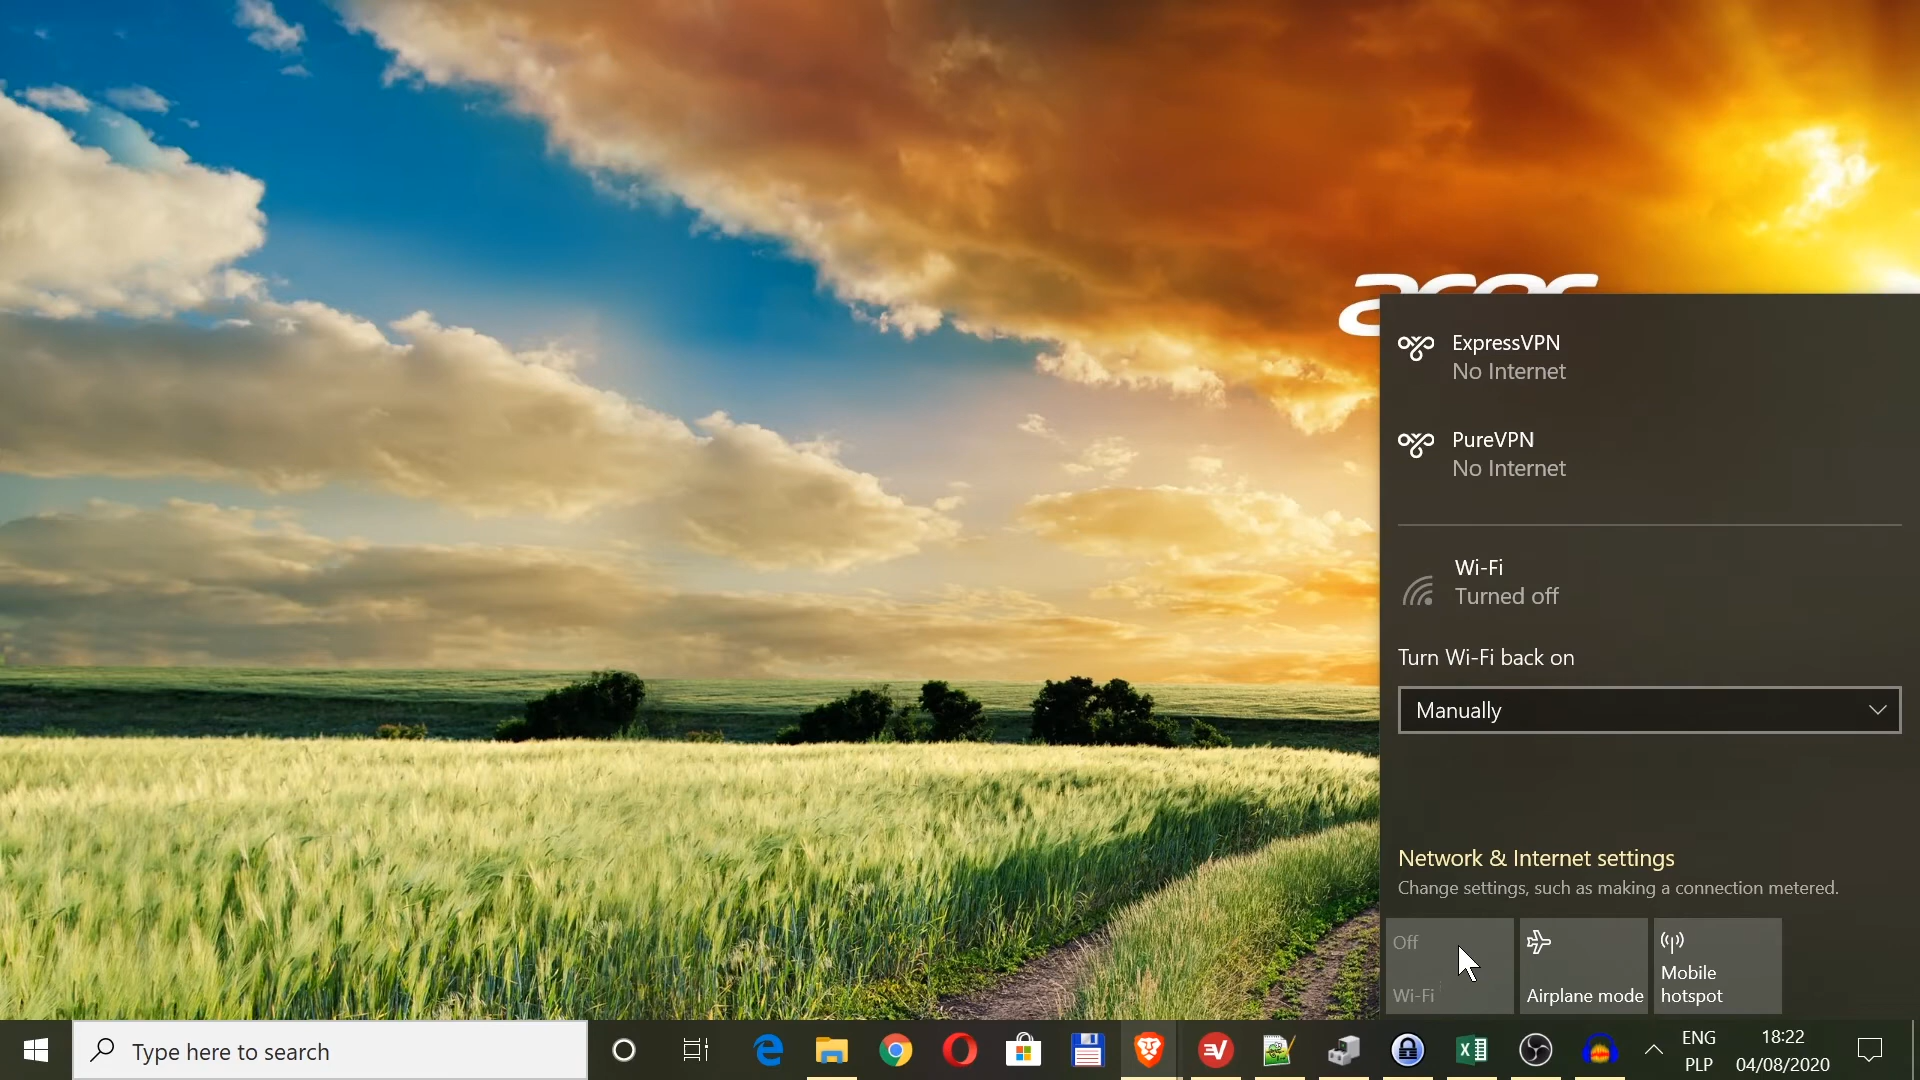 acer
ExpressVPN
No Internet
PureVPN
No Internet
Wi-Fi
Turned off
Turn Wi-Fi back on
Manually
Network & Internet settings
Change settings, such as making a connection metered.
Off
Wi-Fi
Airplane mode
Mobile
hotspot
Type here to search
ENG
PLP
18:22
04/08/2020